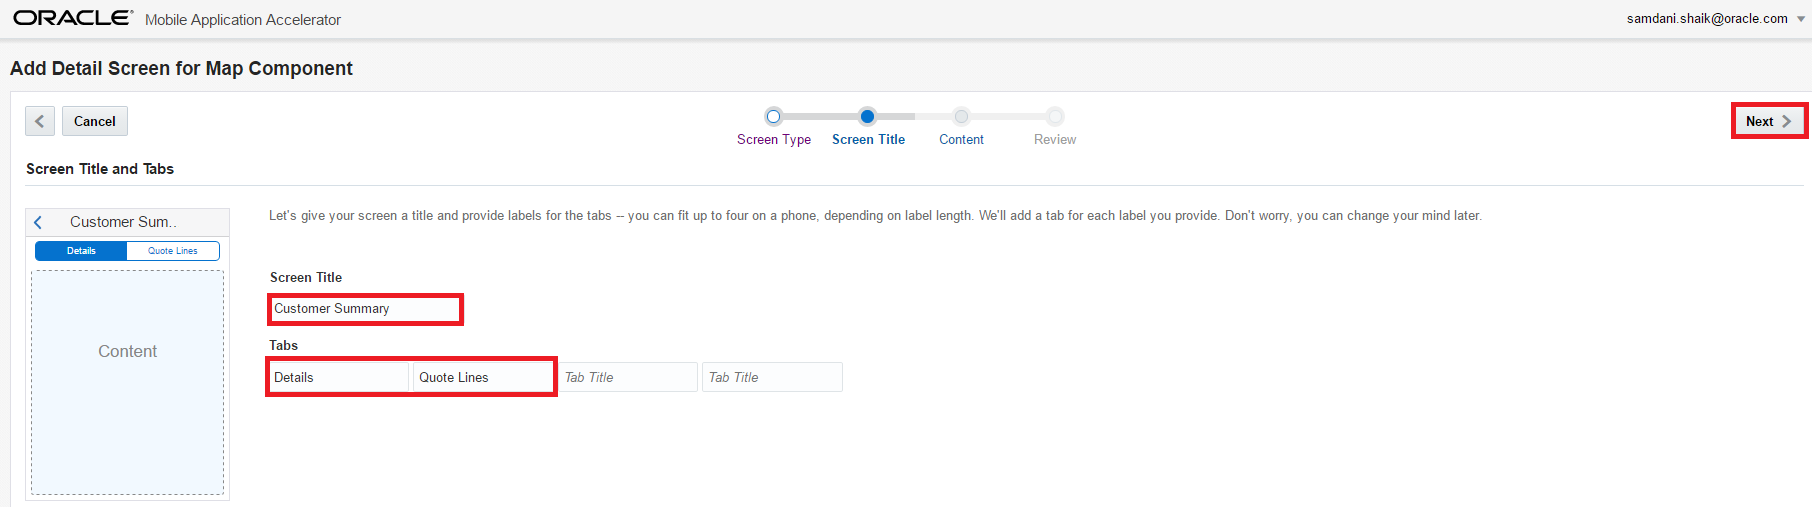 ORACLE® Mobile Application Accelerator
samdani.shaik@oracle.com
Add Detail Screen for Map Component
Cancel
Screen Type Screen Title Content Review
Next
Screen Title and Tabs
Customer Sum..
Details Quote Lines
Content
Let's give your screen a title and provide labels for the tabs -- you can fit up to four on a phone, depending on label length. We'll add a tab for each label you provide. Don't worry, you can change your mind later.
Screen Title
Customer Summary
Tabs
Details Quote Lines Tab Title Tab Title